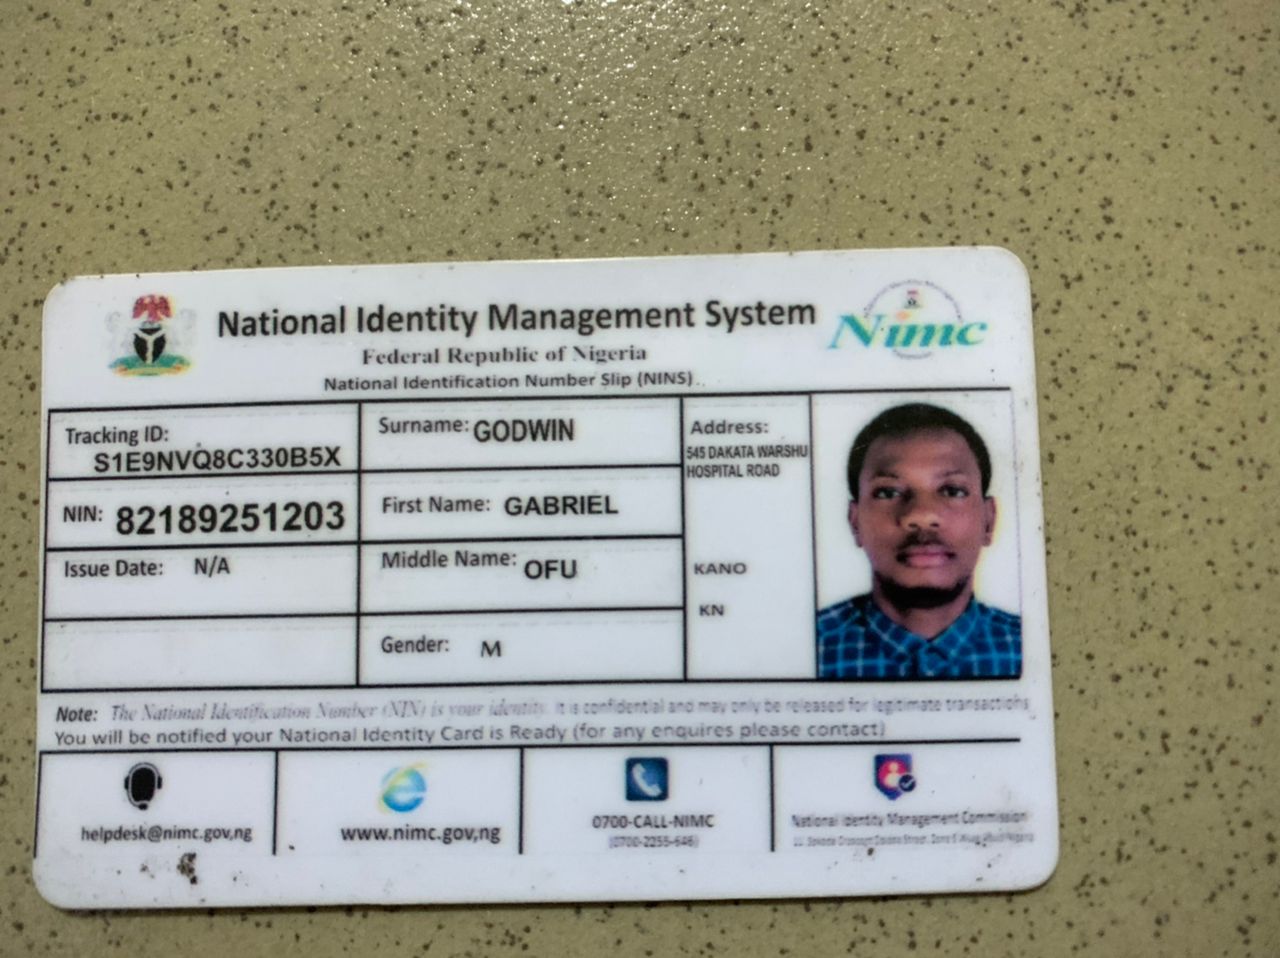 National Identity Management System
Federal Republic of Nigeria
National Identification Number Slip (NINS)
Nimc
Tracking ID:
S1E9NVQ8C330B5X
Surname: GODWIN
Address:
545 DAKATA WARSHU
HOSPITAL ROAD
NIN: 82189251203
First Name: GABRIEL
Issue Date: N/A
Middle Name: OFU
KANO
KN
Gender: M
Note: The National Identification Number (NIN) is your identity. It is confidential and may only be released for legitimate transactions
You will be notified your National Identity Card is Ready (for any enquires please contact)
helpdesk@nimc.gov,ng
www.nimc.gov,ng
0700-CALL-NIMC
(0700-2255-646)
National Identity Management Commission